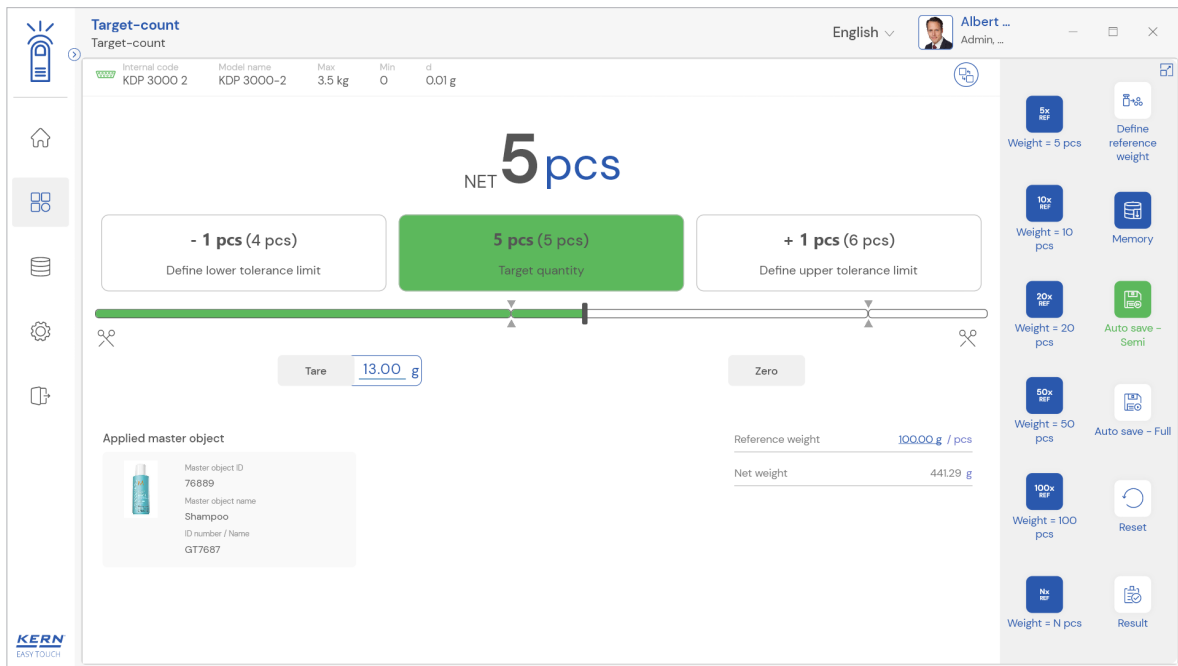 Target-count
Target-count
English
Albert ...
Admin, ...
Internal code
KDP 3000 2
Model name
KDP 3000-2
Max
3.5 kg
Min
0
d
0.01 g
NET 5 pcs
- 1 pcs (4 pcs)
Define lower tolerance limit
5 pcs (5 pcs)
Target quantity
+ 1 pcs (6 pcs)
Define upper tolerance limit
Tare
13.00 g
Zero
Applied master object
Master object ID
76889
Master object name
Shampoo
ID number / Name
GT7687
Reference weight 100.00 g / pcs
Net weight 441.29 g
5x
REF
Weight = 5 pcs
Define
reference
weight
10x
REF
Weight = 10
pcs
Memory
20x
REF
Weight = 20
pcs
Auto save -
Semi
50x
REF
Weight = 50
pcs
Auto save - Full
100x
REF
Weight = 100
pcs
Reset
Nx
REF
Weight = N pcs
Result
KERN
EASY TOUCH